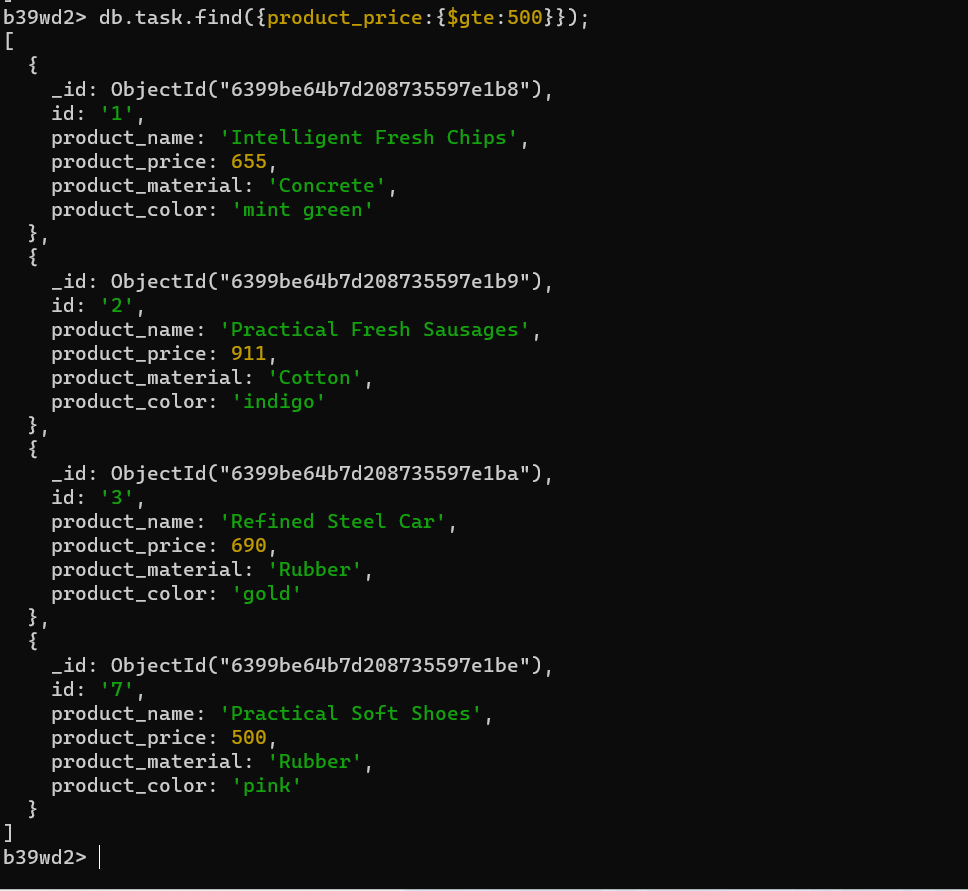 b39wd2> db.task.find({product_price:{$gte:500}});
[
  {
    _id: ObjectId("6399be64b7d208735597e1b8"),
    id: '1',
    product_name: 'Intelligent Fresh Chips',
    product_price: 655,
    product_material: 'Concrete',
    product_color: 'mint green'
  },
  {
    _id: ObjectId("6399be64b7d208735597e1b9"),
    id: '2',
    product_name: 'Practical Fresh Sausages',
    product_price: 911,
    product_material: 'Cotton',
    product_color: 'indigo'
  },
  {
    _id: ObjectId("6399be64b7d208735597e1ba"),
    id: '3',
    product_name: 'Refined Steel Car',
    product_price: 690,
    product_material: 'Rubber',
    product_color: 'gold'
  },
  {
    _id: ObjectId("6399be64b7d208735597e1be"),
    id: '7',
    product_name: 'Practical Soft Shoes',
    product_price: 500,
    product_material: 'Rubber',
    product_color: 'pink'
  }
]
b39wd2>